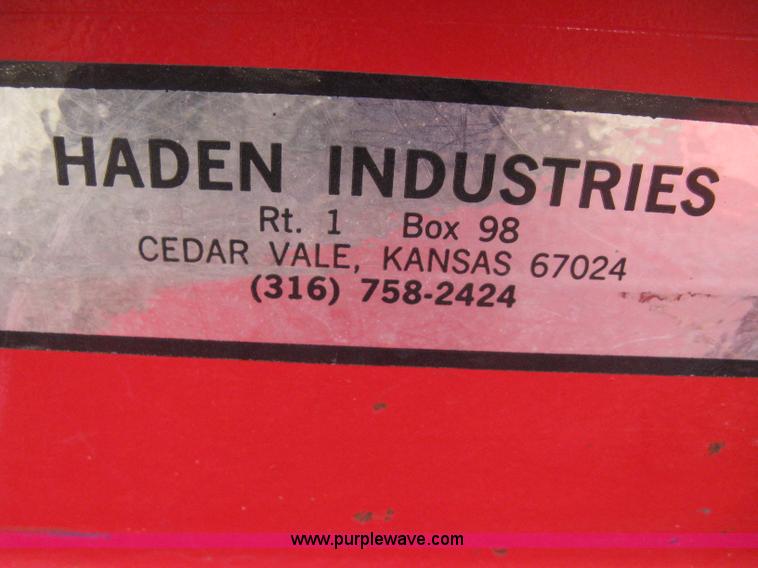 HADEN INDUSTRIES
Rt. 1 Box 98
CEDAR VALE, KANSAS 67024
(316) 758-2424
www.purplewave.com